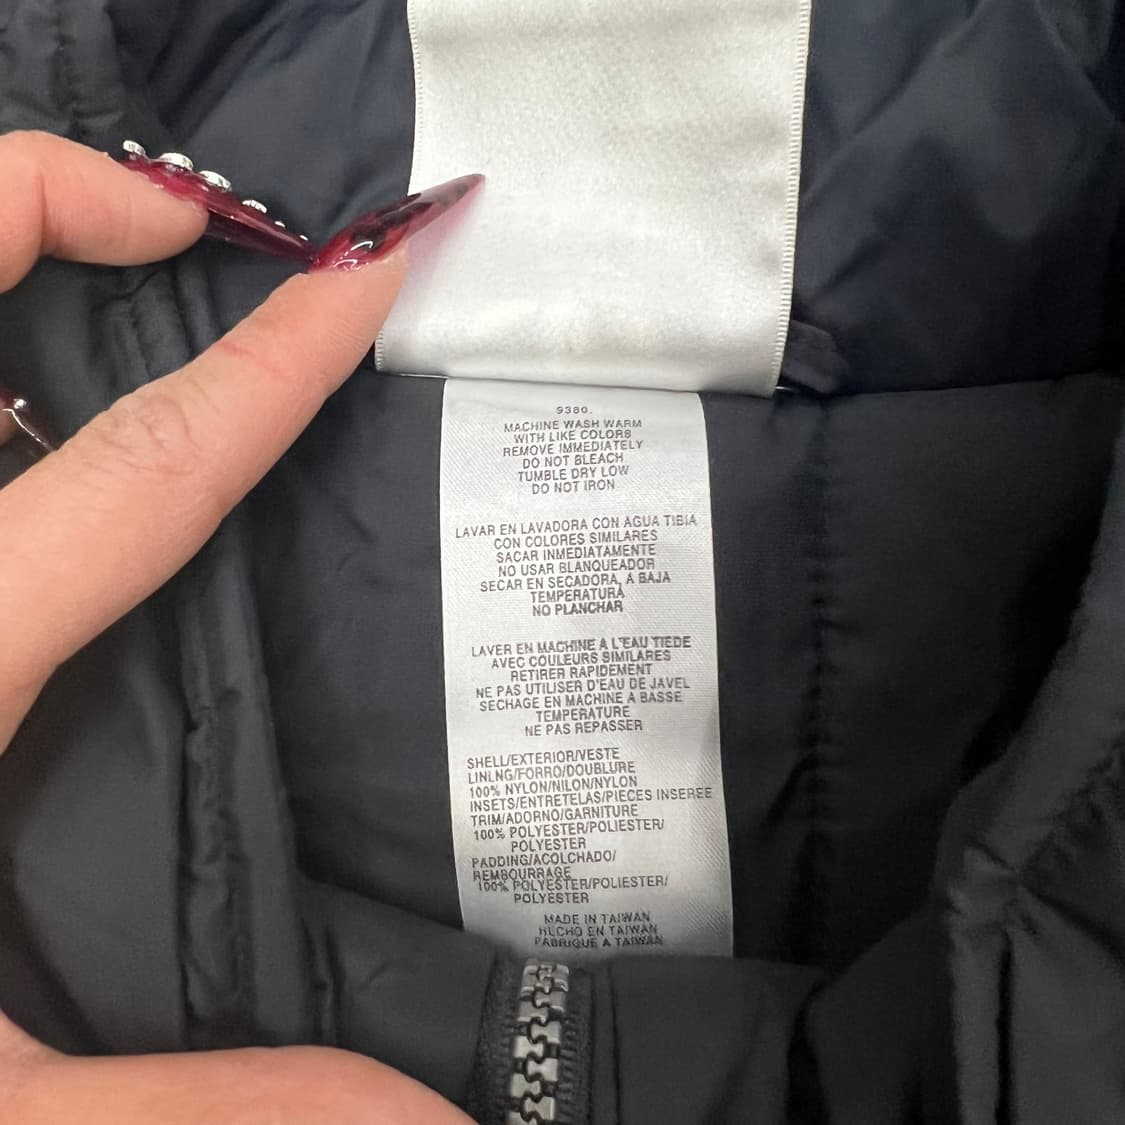 9380.
MACHINE WASH WARM
WITH LIKE COLORS
REMOVE IMMEDIATELY
DO NOT BLEACH
TUMBLE DRY LOW
DO NOT IRON
LAVAR EN LAVADORA CON AGUA TIBIA
CON COLORES SIMILARES
SACAR INMEDIATAMENTE
NO USAR BLANQUEADOR
SECAR EN SECADORA, A BAJA
TEMPERATURA
NO PLANCHAR
LAVER EN MACHINE A L'EAU TIEDE
AVEC COULEURS SIMILARES
RETIRER RAPIDEMENT
NE PAS UTILISER D'EAU DE JAVEL
SECHAGE EN MACHINE A BASSE
TEMPERATURE
NE PAS REPASSER
SHELL/EXTERIOR/VESTE
LINLNG/FORRO/DOUBLURE
100% NYLON/NILON/NYLON
INSETS/ENTRETELAS/PIECES INSEREE
TRIM/ADORNO/GARNITURE
100% POLYESTER/POLIESTER/
POLYESTER
PADDING/ACOLCHADO/
REMBOURRAGE
100% POLYESTER/POLIESTER/
POLYESTER
MADE IN TAIWAN
HECHO EN TAIWAN
FABRIQUE A TAIWAN